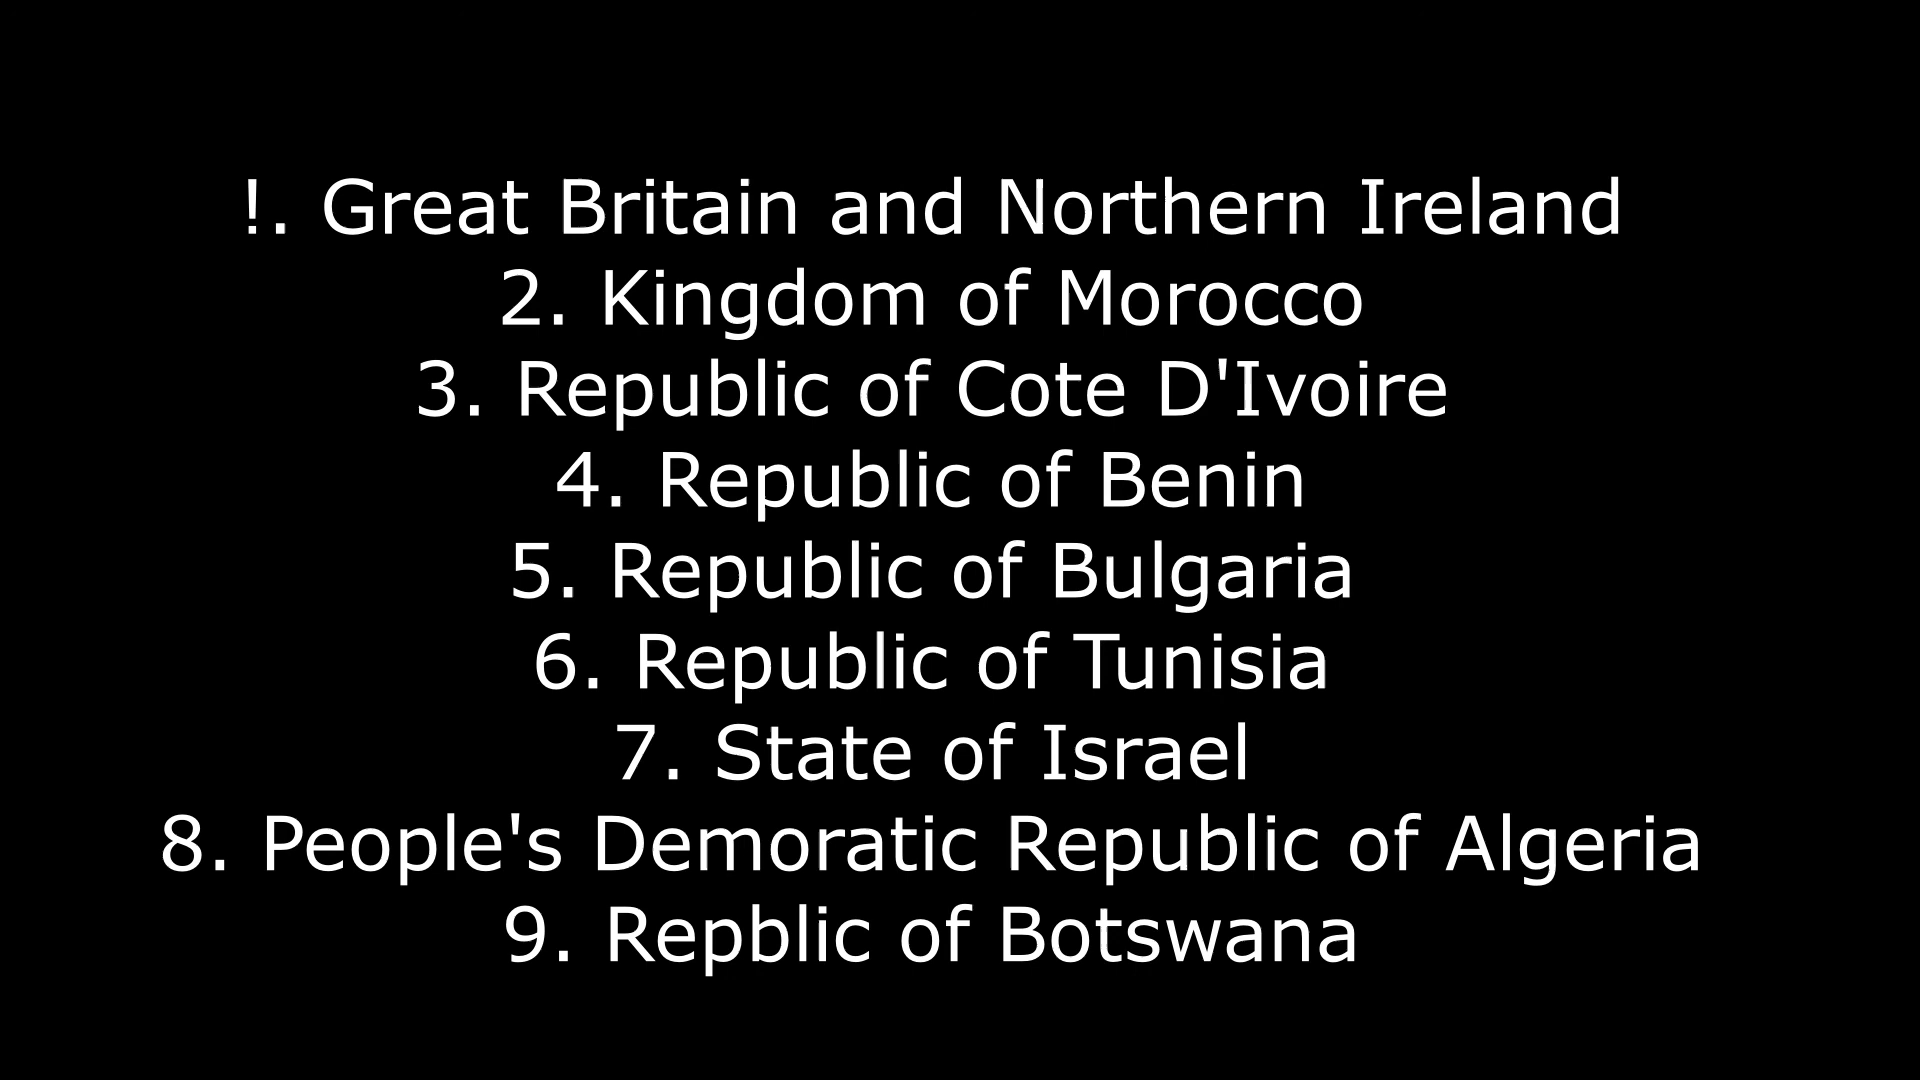 !. Great Britain and Northern Ireland
2. Kingdom of Morocco
3. Republic of Cote D'Ivoire
4. Republic of Benin
5. Republic of Bulgaria
6. Republic of Tunisia
7. State of Israel
8. People's Demoratic Republic of Algeria
9. Repblic of Botswana